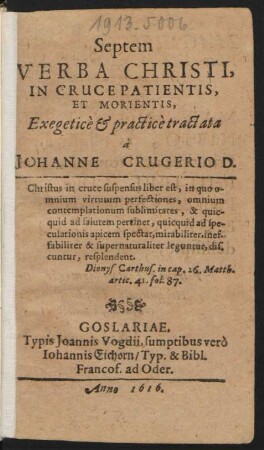 1913.5006
Septem
VERBA CHRISTI,
IN CRUCE PATIENTIS,
ET MORIENTIS,
Exegeticè & practicè tractata
à
JOHANNE CRUGERIO D.
Christus in cruce suspensus liber est, in quo o-
mnium virtutum perfectiones, omnium
contemplationum sublimitates, & quic-
quid ad salutem pertinet, quicquid ad spe-
culationis apicem spectat, mirabiliter, inef-
fabiliter & supernaturaliter leguntur, dis-
cuntur, resplendent.
Dionys Carthus. in cap. 26. Matth.
artic. 41. fol. 87.
GOSLARIAE.
Typis Joannis Vogdii, sumptibus verò
Iohannis Eichorn / Typ. & Bibl.
Francof. ad Oder.
Anno 1616.